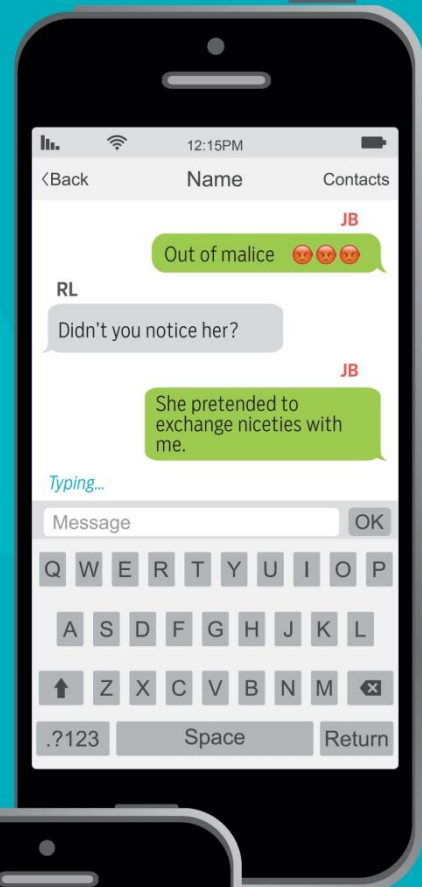 12:15PM
<Back Name Contacts
JB
Out of malice 😡😡😡
RL
Didn't you notice her?
JB
She pretended to
exchange niceties with
me.
Typing...
Message OK
Q W E R T Y U I O P
A S D F G H J K L
Z X C V B N M
.?123 Space Return